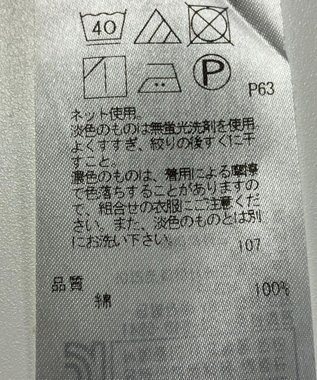 40
P
P63
ネット使用。
淡色のものは無蛍光洗剤を使用
よくすすぎ、絞りの後すぐに干
すこと。
濃色のものは、着用による摩擦
で色落ちすることがありますの
で、組合せの衣服にご注意くだ
さい。また、淡色のものとは別
にお洗い下さい。
107
品質
綿 100%